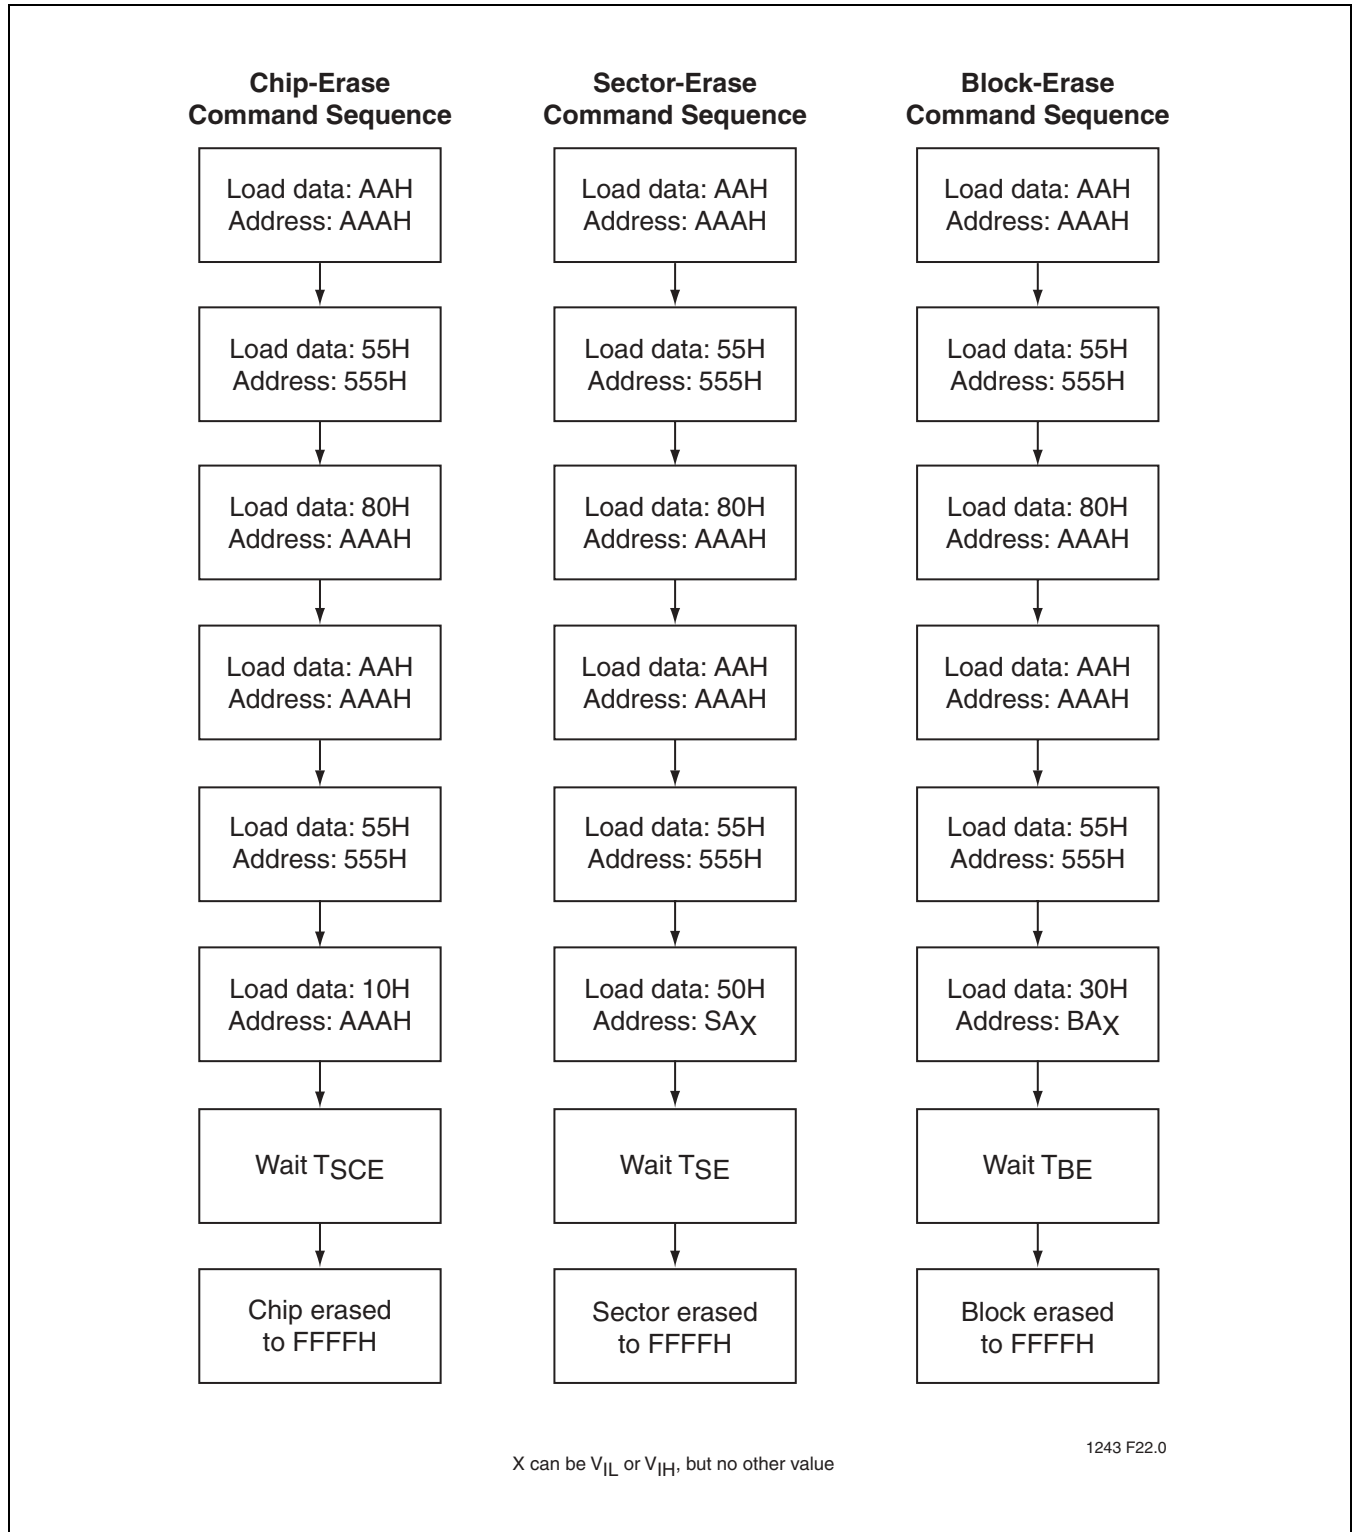 Chip-Erase
Command Sequence
Load data: AAH
Address: AAAH
Load data: 55H
Address: 555H
Load data: 80H
Address: AAAH
Load data: AAH
Address: AAAH
Load data: 55H
Address: 555H
Load data: 10H
Address: AAAH
Wait TSCE
Chip erased
to FFFFH
Sector-Erase
Command Sequence
Load data: AAH
Address: AAAH
Load data: 55H
Address: 555H
Load data: 80H
Address: AAAH
Load data: AAH
Address: AAAH
Load data: 55H
Address: 555H
Load data: 50H
Address: SAX
Wait TSE
Sector erased
to FFFFH
Block-Erase
Command Sequence
Load data: AAH
Address: AAAH
Load data: 55H
Address: 555H
Load data: 80H
Address: AAAH
Load data: AAH
Address: AAAH
Load data: 55H
Address: 555H
Load data: 30H
Address: BAX
Wait TBE
Block erased
to FFFFH
1243 F22.0
X can be VIL or VIH, but no other value